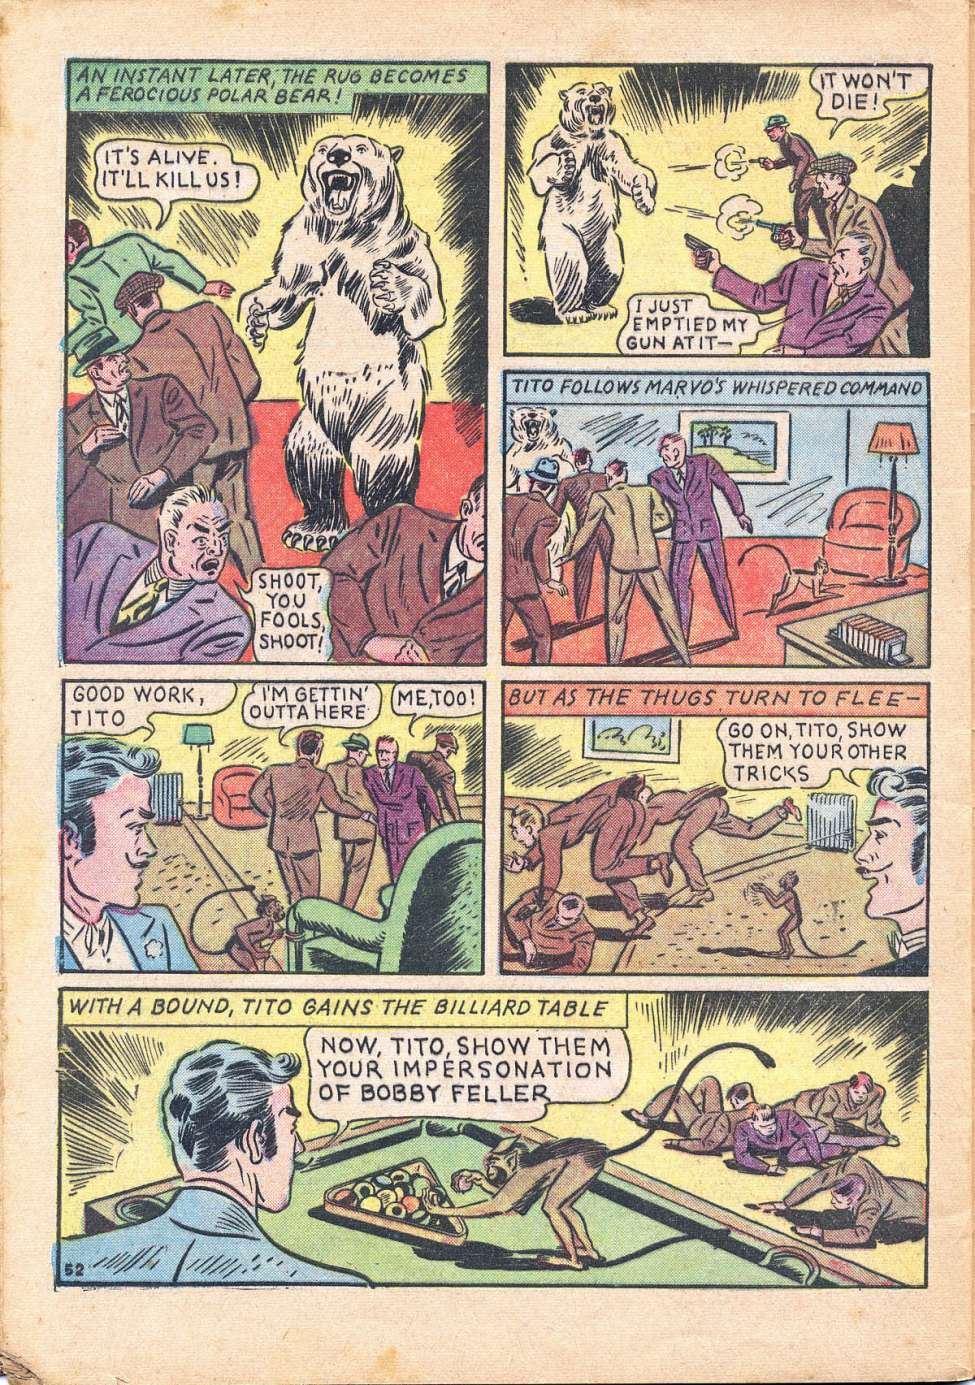 AN INSTANT LATER, THE RUG BECOMES
A FEROCIOUS POLAR BEAR!
IT'S ALIVE.
IT'LL KILL US!
SHOOT,
YOU
FOOLS,
SHOOT!
IT WON'T
DIE!
I JUST
EMPTIED MY
GUN AT IT—
TITO FOLLOWS MARVO'S WHISPERED COMMAND
GOOD WORK,
TITO
I'M GETTIN'
OUTTA HERE
ME, TOO!
BUT AS THE THUGS TURN TO FLEE—
GO ON, TITO, SHOW
THEM YOUR OTHER
TRICKS
WITH A BOUND, TITO GAINS THE BILLIARD TABLE
NOW, TITO, SHOW THEM
YOUR IMPERSONATION
OF BOBBY FELLER
52